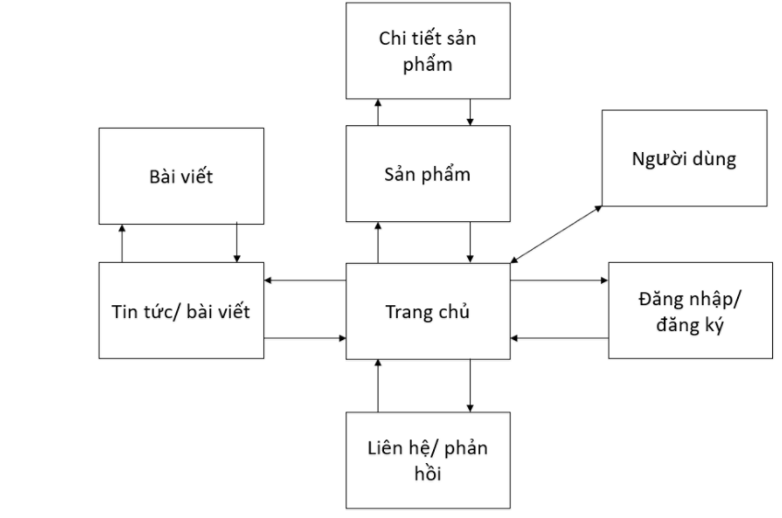 Chi tiết sản
phẩm
Bài viết
Sản phẩm
Người dùng
Tin tức/ bài viết
Trang chủ
Đăng nhập/
đăng ký
Liên hệ/ phản
hồi